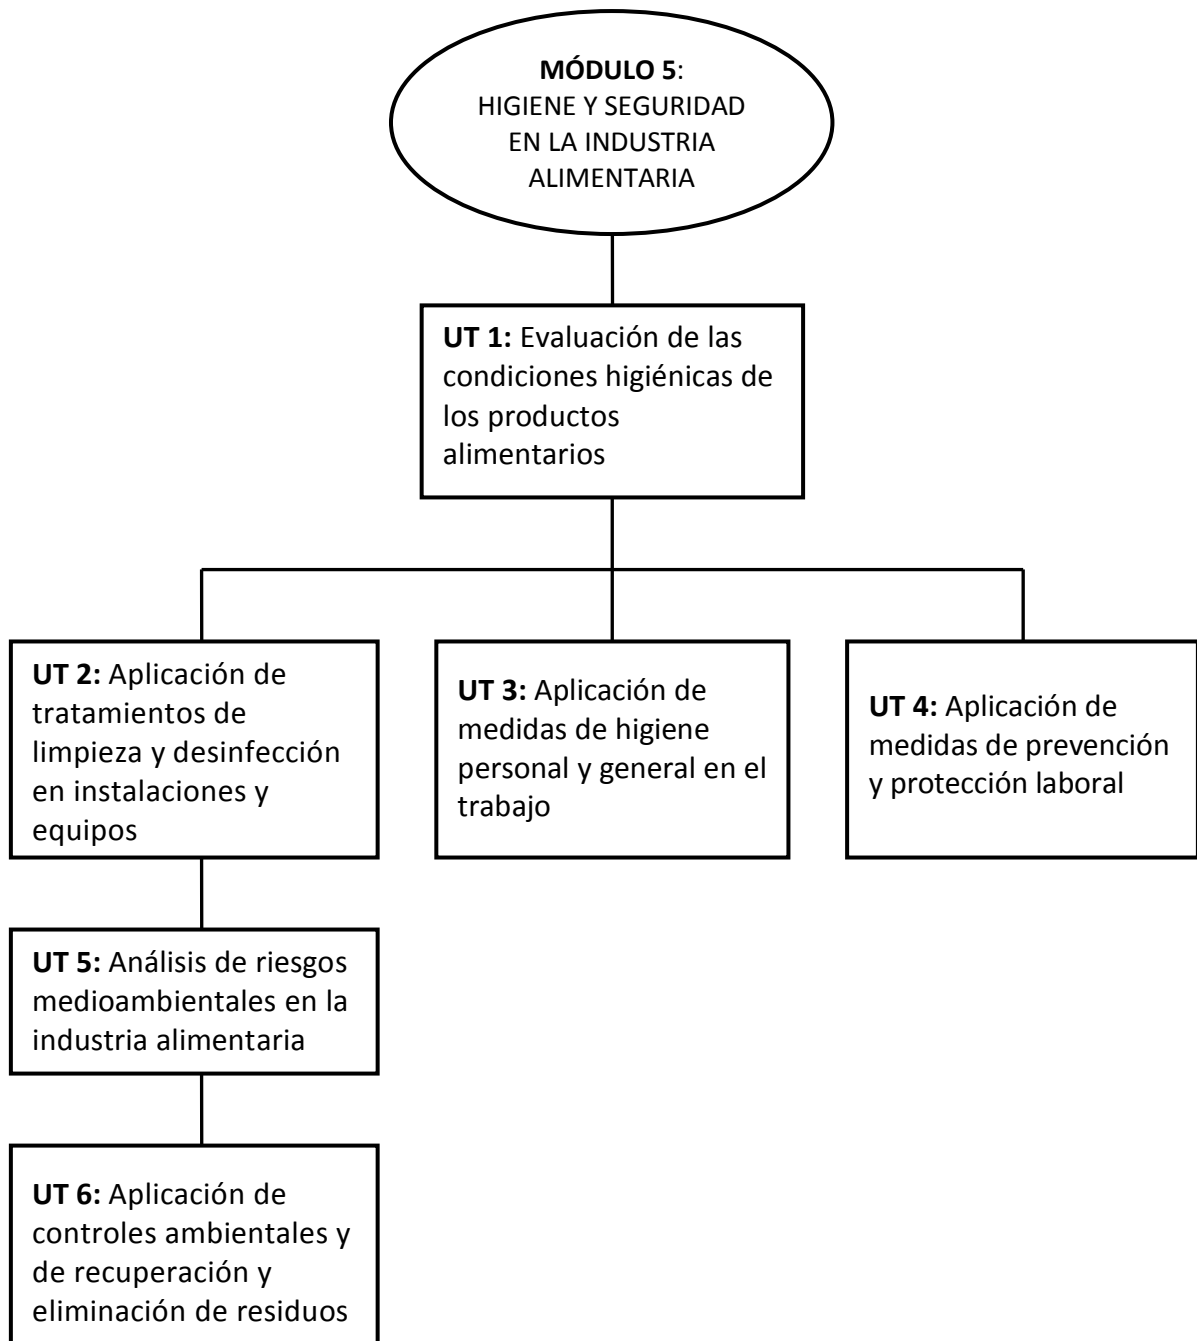 MÓDULO 5:
HIGIENE Y SEGURIDAD
EN LA INDUSTRIA
ALIMENTARIA
UT 1: Evaluación de las
condiciones higiénicas de
los productos
alimentarios
UT 2: Aplicación de
tratamientos de
limpieza y desinfección
en instalaciones y
equipos
UT 3: Aplicación de
medidas de higiene
personal y general en el
trabajo
UT 4: Aplicación de
medidas de prevención
y protección laboral
UT 5: Análisis de riesgos
medioambientales en la
industria alimentaria
UT 6: Aplicación de
controles ambientales y
de recuperación y
eliminación de residuos